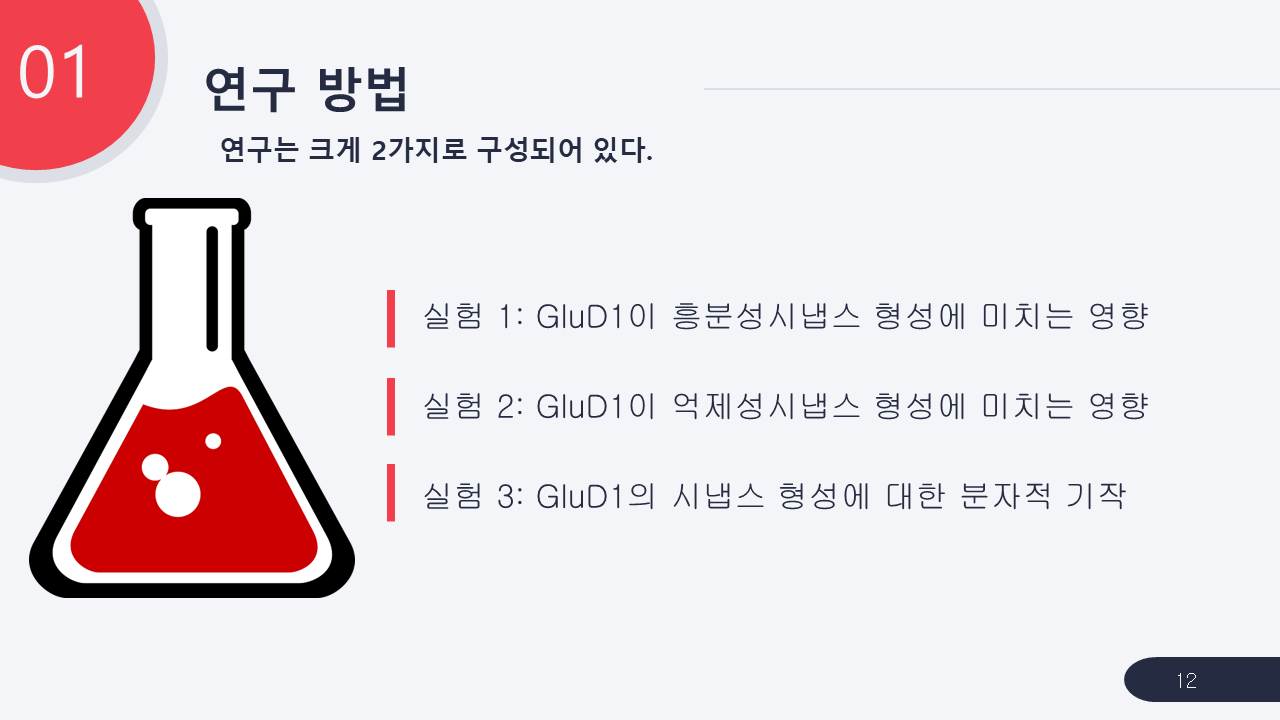 01
연구 방법
연구는 크게 2가지로 구성되어 있다.
실험 1: GluD1이 흥분성시냅스 형성에 미치는 영향
실험 2: GluD1이 억제성시냅스 형성에 미치는 영향
실험 3: GluD1의 시냅스 형성에 대한 분자적 기작
12